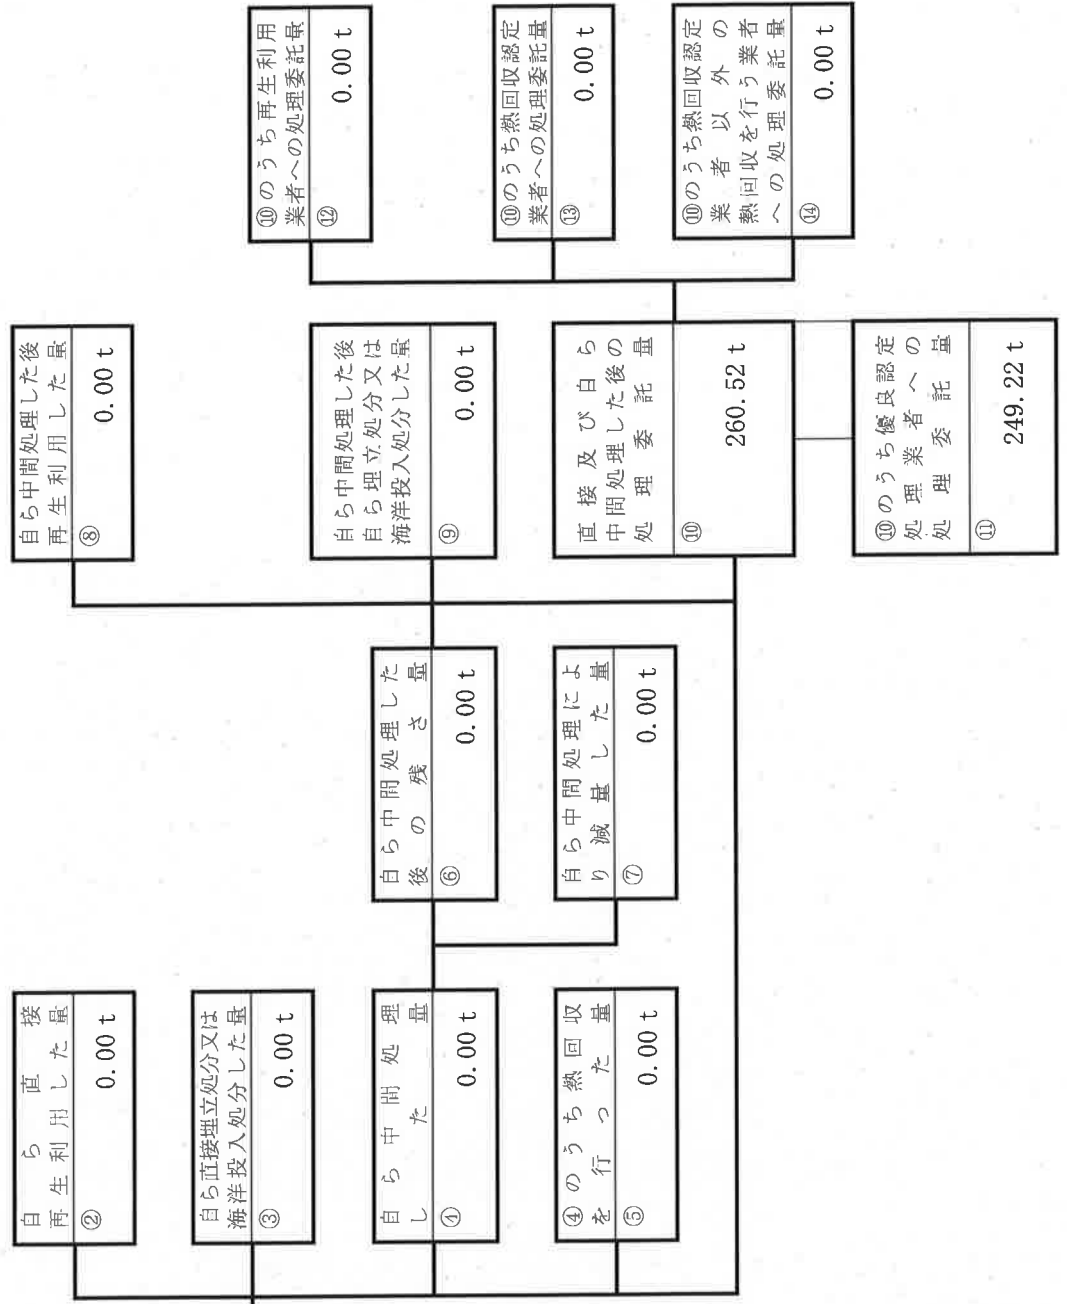 自ら直接
再生利用した量
② 0.00 t
自ら直接埋立処分又は
海洋投入処分した量
③ 0.00 t
自ら中間処理
した量
④ 0.00 t
④のうち熱回収
を行った量
⑤ 0.00 t
自ら中間処理した
後の残さ量
⑥ 0.00 t
自ら中間処理によ
り減量した量
⑦ 0.00 t
自ら中間処理した後
再生利用した量
⑧ 0.00 t
自ら中間処理した後
自ら埋立処分又は
海洋投入処分した量
⑨ 0.00 t
直接及び自ら
中間処理した後の
処理委託量
⑩ 260.52 t
⑩のうち優良認定
処理業者への
処理委託量
⑪ 249.22 t
⑩のうち再生利用
業者への処理委託量
⑫ 0.00 t
⑩のうち熱回収認定
業者への処理委託量
⑬ 0.00 t
⑩のうち熱回収認定
業者以外の
熱回収を行う業者
への処理委託量
⑭ 0.00 t